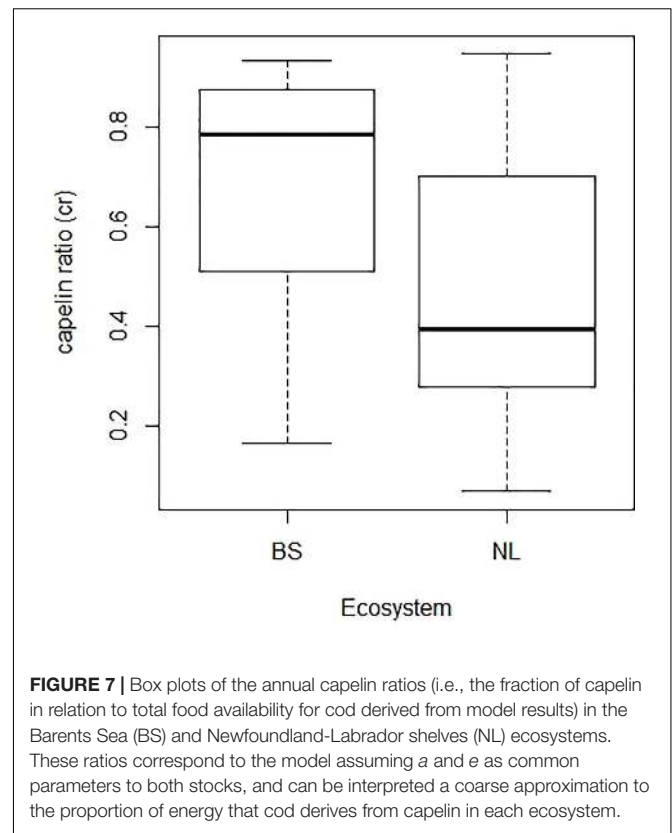 0.8
0.6
0.4
0.2
capelin ratio (cr)
BS NL
Ecosystem
FIGURE 7 | Box plots of the annual capelin ratios (i.e., the fraction of capelin
in relation to total food availability for cod derived from model results) in the
Barents Sea (BS) and Newfoundland-Labrador shelves (NL) ecosystems.
These ratios correspond to the model assuming a and e as common
parameters to both stocks, and can be interpreted a coarse approximation to
the proportion of energy that cod derives from capelin in each ecosystem.